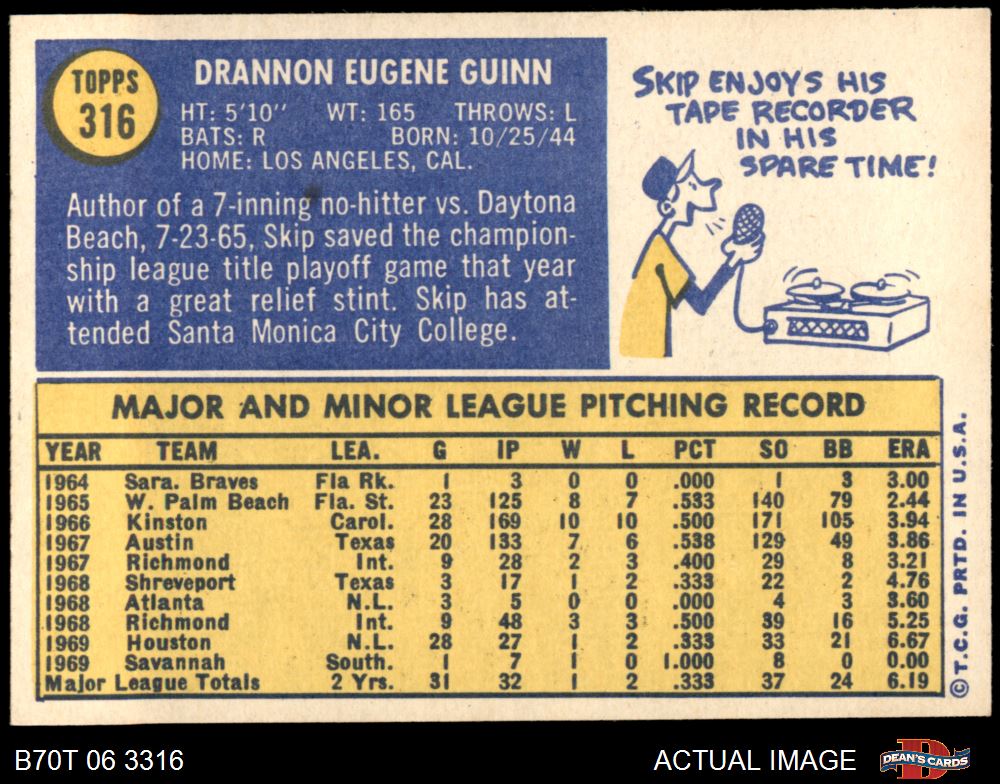 TOPPS
316
DRANNON EUGENE GUINN
HT: 5'10" WT: 165 THROWS: L
BATS: R BORN: 10/25/44
HOME: LOS ANGELES, CAL.
Author of a 7-inning no-hitter vs. Daytona
Beach, 7-23-65, Skip saved the champion-
ship league title playoff game that year
with a great relief stint. Skip has at-
tended Santa Monica City College.
SKIP ENJOYS HIS
TAPE RECORDER
IN HIS
SPARE TIME!
MAJOR AND MINOR LEAGUE PITCHING RECORD
YEAR TEAM LEA. G IP W L PCT SO BB ERA
1964 Sara. Braves Fla Rk. 1 3 0 0 .000 1 3 3.00
1965 W. Palm Beach Fla. St. 23 125 8 7 .533 140 79 2.44
1966 Kinston Carol. 28 169 10 10 .500 171 105 3.94
1967 Austin Texas 20 133 7 6 .538 129 49 3.86
1967 Richmond Int. 9 28 2 3 .400 29 8 3.21
1968 Shreveport Texas 3 17 1 2 .333 22 2 4.76
1968 Atlanta N.L. 3 5 0 0 .000 4 3 3.60
1968 Richmond Int. 9 48 3 3 .500 39 16 5.25
1969 Houston N.L. 28 27 1 2 .333 33 21 6.67
1969 Savannah South. 1 7 1 0 1.000 8 0 0.00
Major League Totals 2 Yrs. 31 32 1 2 .333 37 24 6.19
© T.C.G. PRTD. IN U.S.A.
B70T 06 3316 ACTUAL IMAGE
DEAN'S CARDS